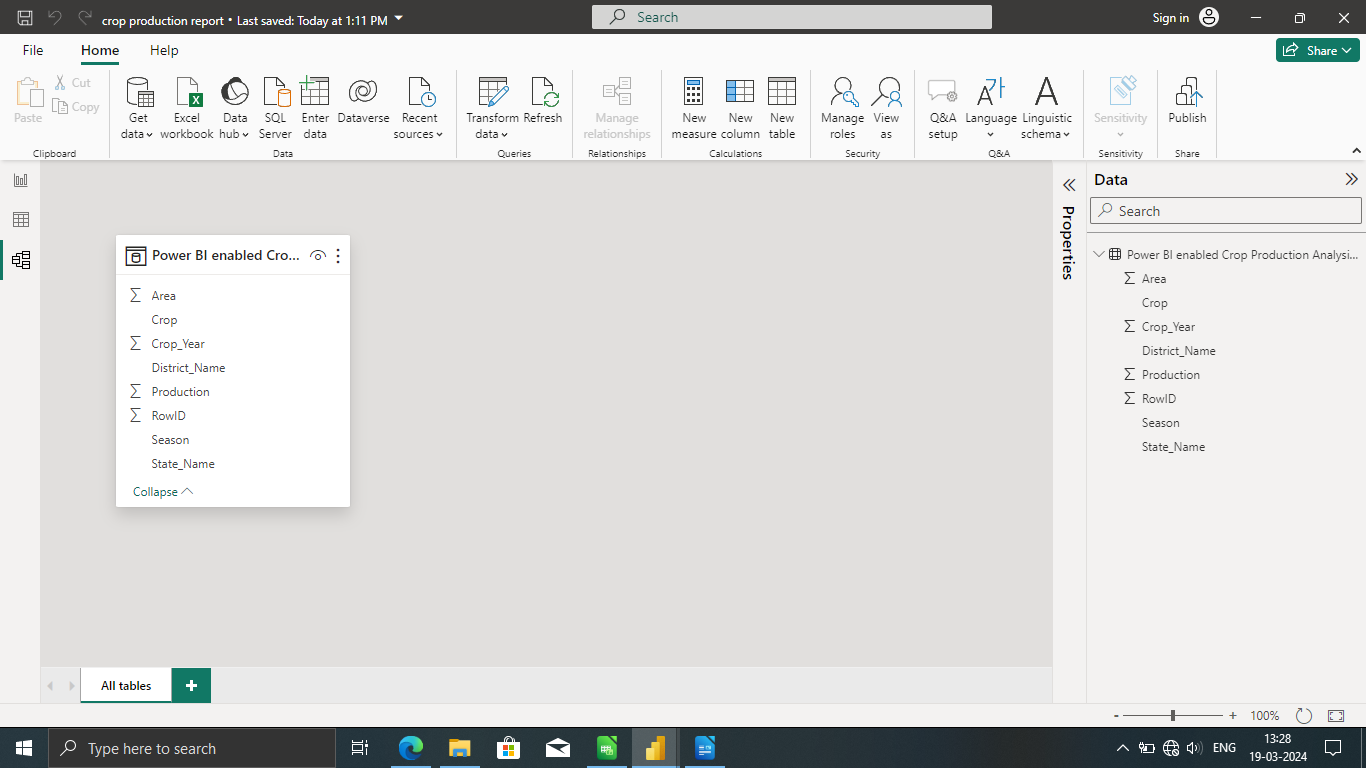 crop production report • Last saved: Today at 1:11 PM
Search
Sign in
File
Home
Help
Share
Paste
Cut
Copy
Clipboard
Get data
Excel workbook
Data hub
SQL Server
Enter data
Dataverse
Recent sources
Data
Transform data
Refresh
Queries
Manage relationships
Relationships
New measure
New column
New table
Calculations
Manage roles
View as
Security
Q&A setup
Language
Linguistic schema
Q&A
Sensitivity
Sensitivity
Publish
Share
Power BI enabled Cro...
Area
Crop
Crop_Year
District_Name
Production
RowID
Season
State_Name
Collapse
Properties
Data
Search
Power BI enabled Crop Production Analysi...
Area
Crop
Crop_Year
District_Name
Production
RowID
Season
State_Name
All tables
- + 100%
Type here to search
ENG
13:28
19-03-2024